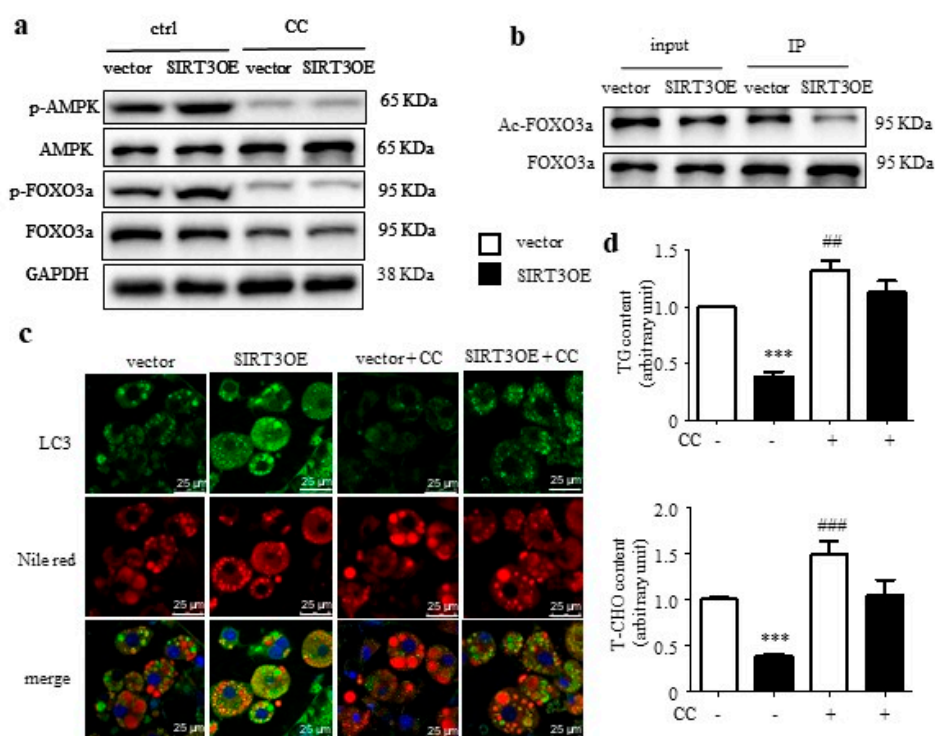 a
ctrl CC
vector SIRT3OE vector SIRT3OE
p-AMPK 65 KDa
AMPK 65 KDa
p-FOXO3a 95 KDa
FOXO3a 95 KDa
GAPDH 38 KDa
b
input IP
vector SIRT3OE vector SIRT3OE
Ac-FOXO3a 95 KDa
FOXO3a 95 KDa
vector
SIRT3OE
c
vector SIRT3OE vector+CC SIRT3OE+CC
LC3
25 µm 25 µm 25 µm 25 µm
Nile red
25 µm 25 µm 25 µm 25 µm
merge
25 µm 25 µm 25 µm 25 µm
d
TG content
(arbitrary unit)
1.5
1.0
0.5
0
***
##
CC - - + +
T-CHO content
(arbitrary unit)
2.0
1.5
1.0
0.5
0.0
***
###
CC - - + +